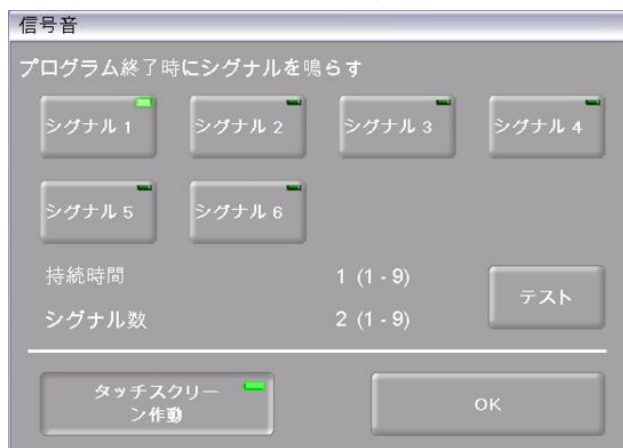 信号音
プログラム終了時にシグナルを鳴らす
シグナル 1
シグナル 2
シグナル 3
シグナル 4
シグナル 5
シグナル 6
持続時間 1 (1 - 9)
テスト
シグナル数 2 (1 - 9)
タッチスクリー
ン作動
OK